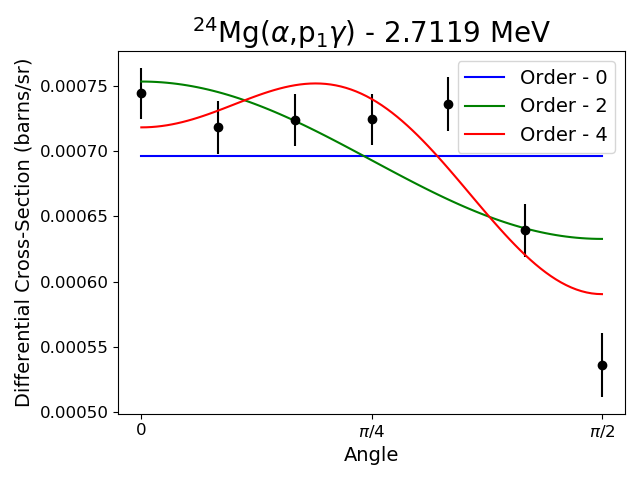 ²⁴Mg(α,p₁γ) - 2.7119 MeV
Differential Cross-Section (barns/sr)
0.00075
0.00070
0.00065
0.00060
0.00055
0.00050
Order - 0
Order - 2
Order - 4
0
π/4
π/2
Angle